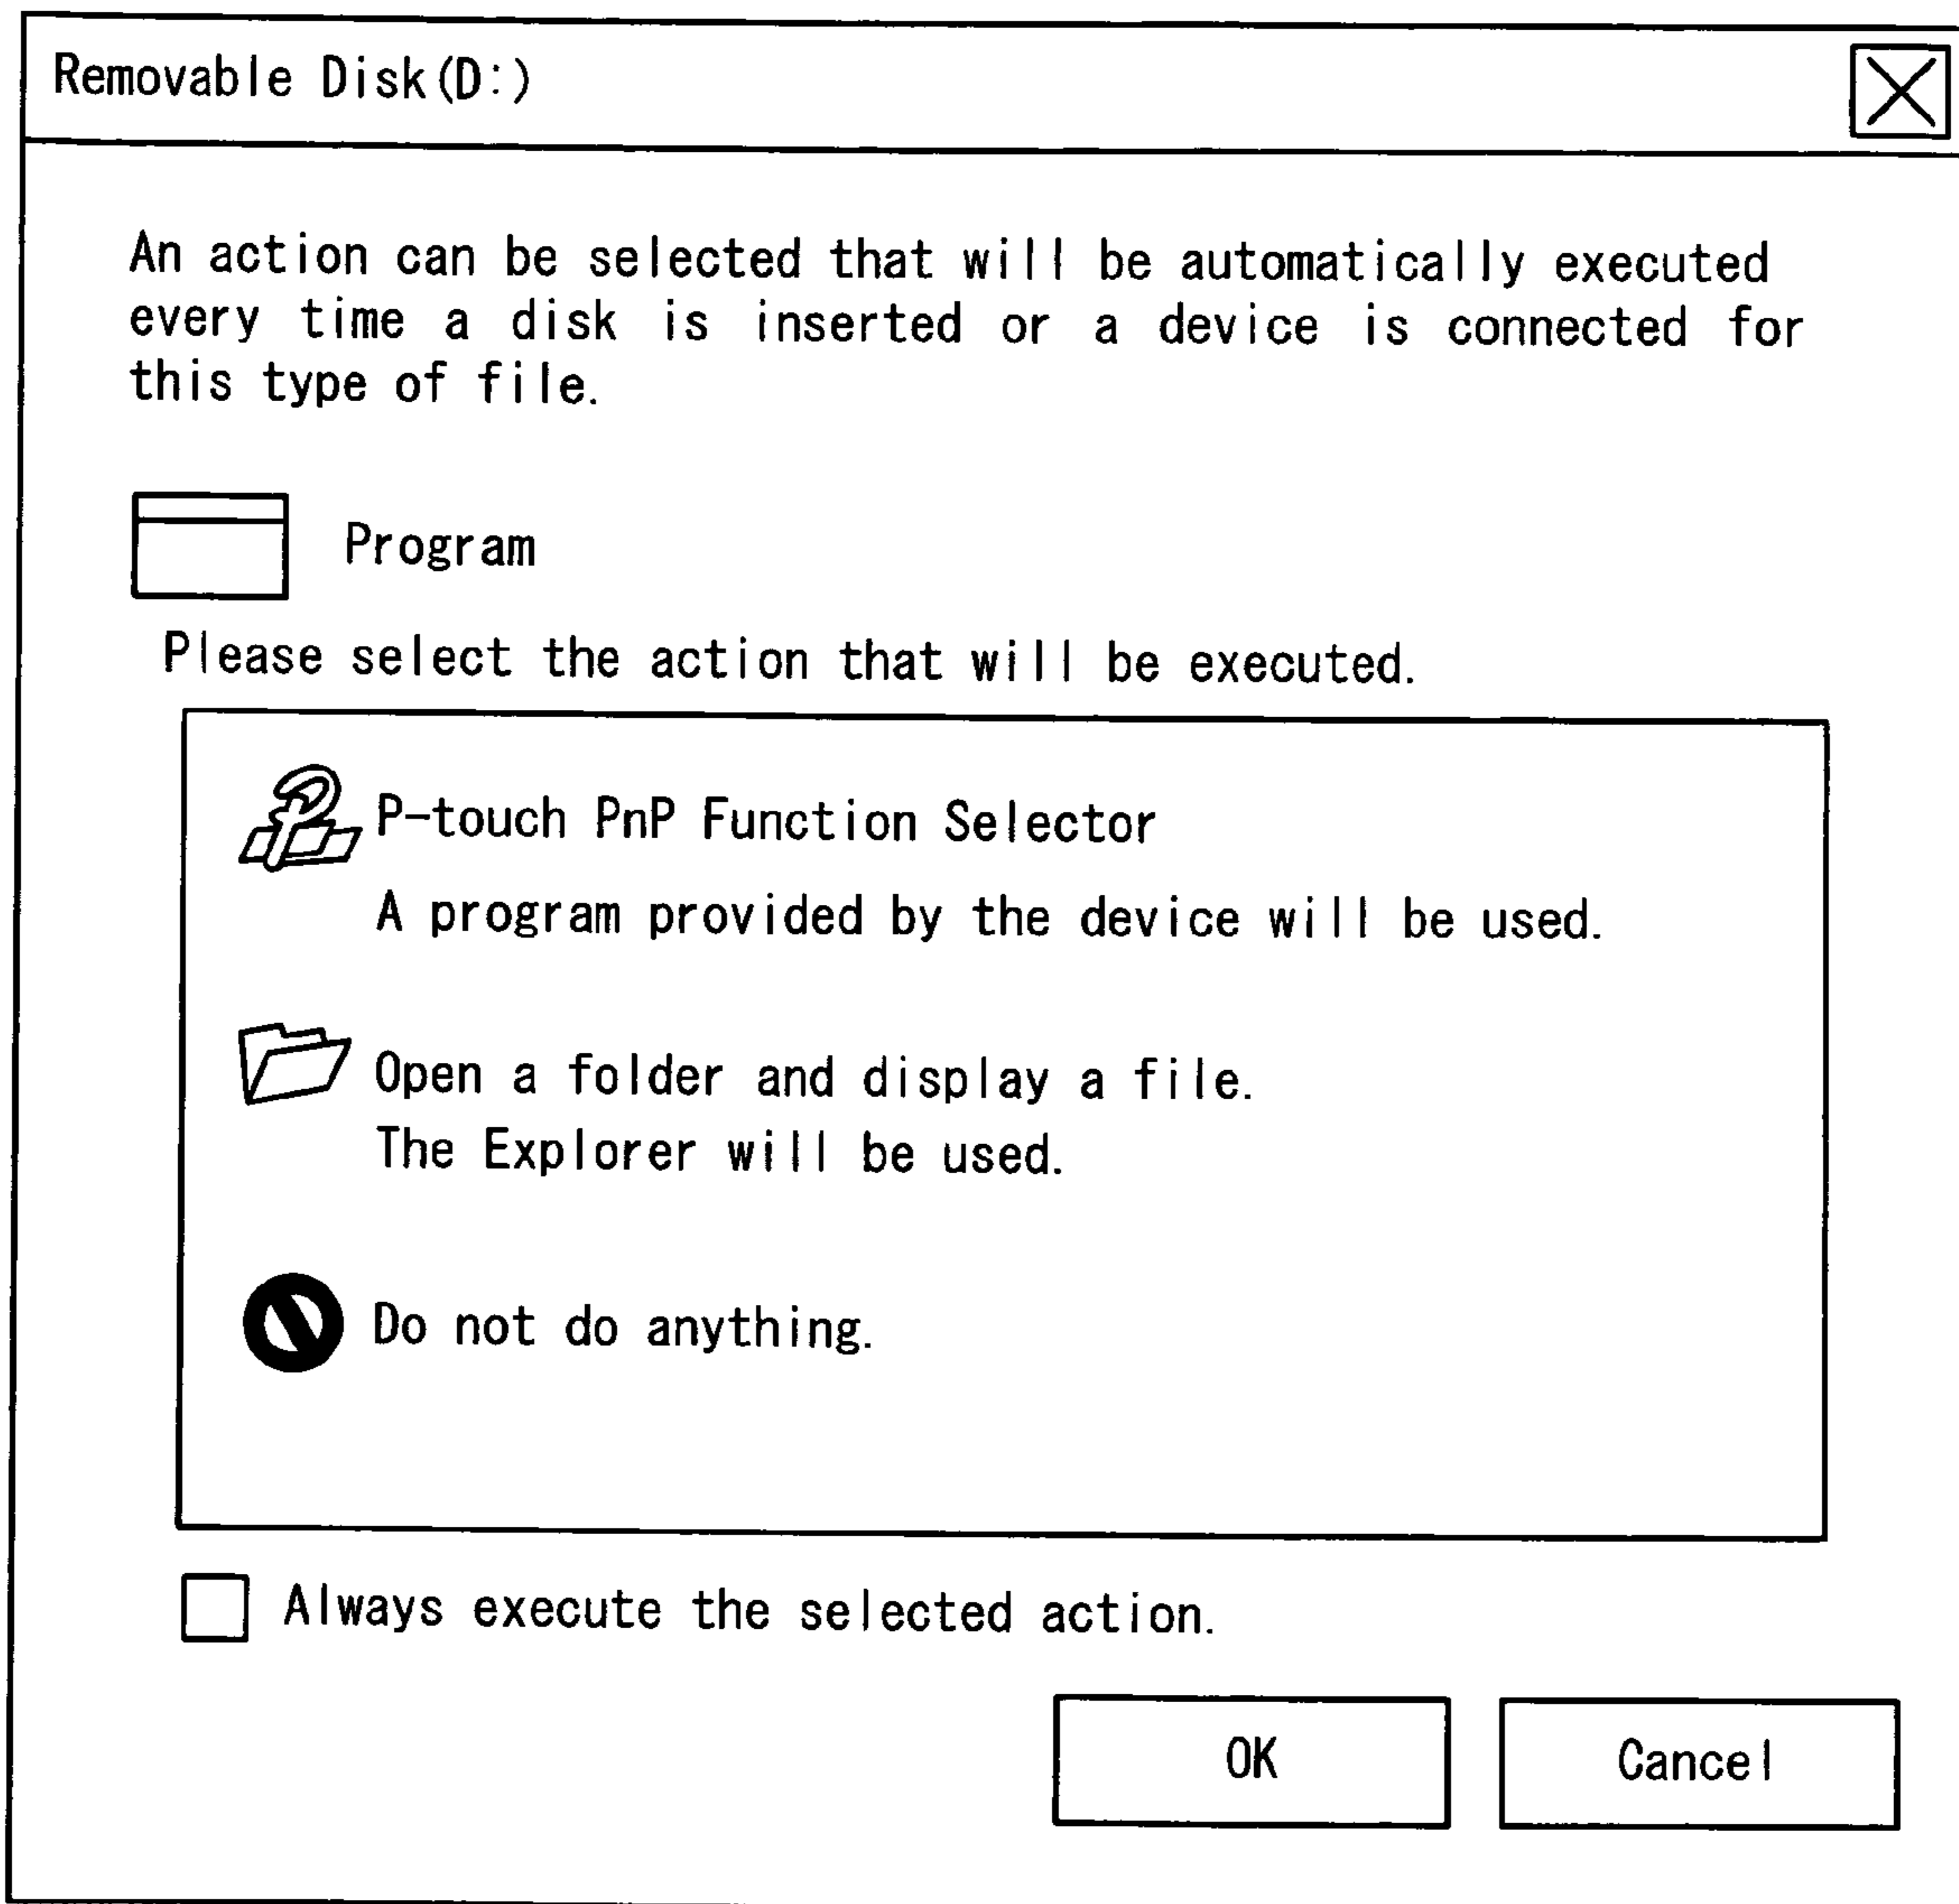 Removable Disk(D:)
An action can be selected that will be automatically executed
every time a disk is inserted or a device is connected for
this type of file.
Program
Please select the action that will be executed.
P-touch PnP Function Selector
A program provided by the device will be used.
Open a folder and display a file.
The Explorer will be used.
Do not do anything.
Always execute the selected action.
OK
Cancel